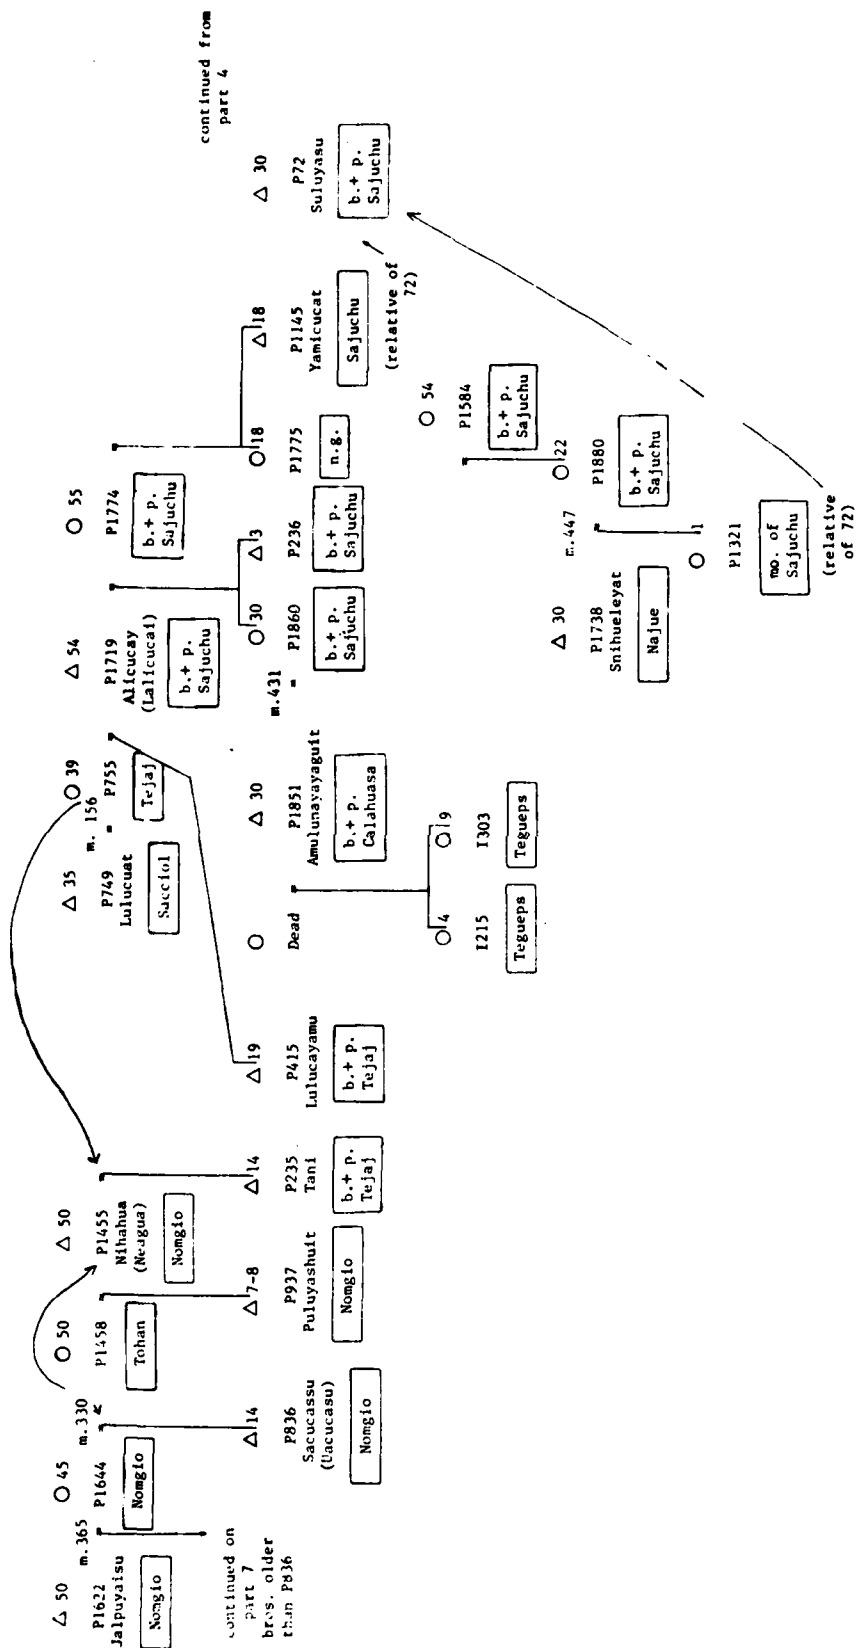 △ 50
P1622
Jalpuyaisu
Nomgio
m.365
=
continued on
part 7
bros. older
than P836
○ 45
P1644
Nomgio
m.330
△ 14
P836
Sacucassu
(Uacucasu)
Nomgio
○ 50
P1458
Tohan
△ 7-8
P937
Puluyashuit
Nomgio
△ 50
P1455
Nihahua
(Neagua)
Nomgio
△ 14
P235
Tani
b.+ p.
Tejaj
△ 19
P415
Lulucayamu
b.+ p.
Tejaj
△ 35
P749
Lulucuat
Sacciol
m. 156
=
○ 39
P755
Tejaj
△ 54
P1719
Alicucay
(Lalicucai)
b.+ p.
Sajuchu
○ 55
P1774
b.+ p.
Sajuchu
○
Dead
△ 30
P1851
Amulunayayaguit
b.+ p.
Calahuasa
m.431
=
○ 30
P1860
b.+ p.
Sajuchu
△ 3
P236
b.+ p.
Sajuchu
○ 18
P1775
n.g.
△ 18
P1145
Yamicucat
Sajuchu
(relative of
72)
△ 30
P72
Suluyasu
b.+ p.
Sajuchu
continued from
part 4
○ 4
I215
Tegueps
○ 9
I303
Tegueps
○ 54
P1584
b.+ p.
Sajuchu
△ 30
P1738
Snihueleyat
Najue
m.447
=
○ 22
P1880
b.+ p.
Sajuchu
○ 1
P1321
mo. of
Sajuchu
(relative
of 72)